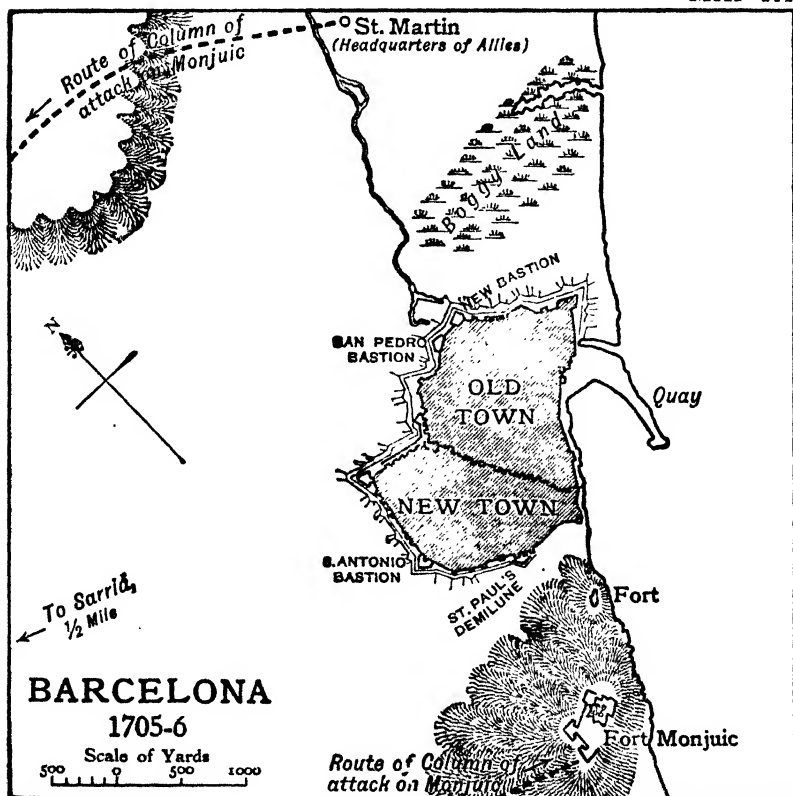 St. Martin
(Headquarters of Allies)
Route of Column of
attack on Monjuic
Boggy Land
NEW BASTION
SAN PEDRO
BASTION
N
OLD
TOWN
Quay
NEW TOWN
S. ANTONIO
BASTION
ST. PAUL'S
DEMILUNE
Fort
To Sarriá,
1/2 Mile
BARCELONA
1705-6
Scale of Yards
500 0 500 1000
Fort Monjuic
Route of Column of
attack on Monjuic